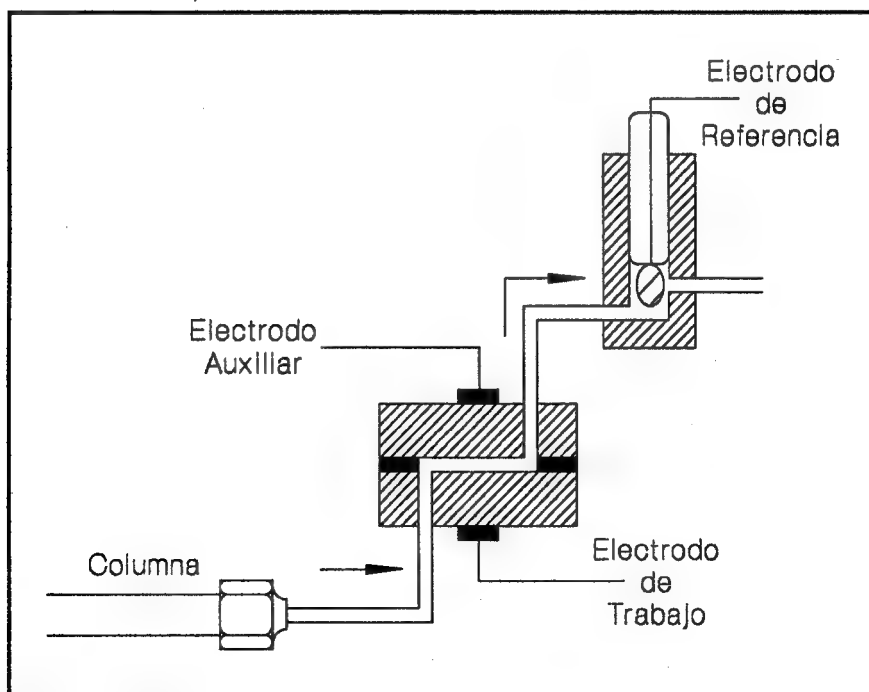 Electrodo
de
Referencia
Electrodo
Auxiliar
Columna
Electrodo
de
Trabajo